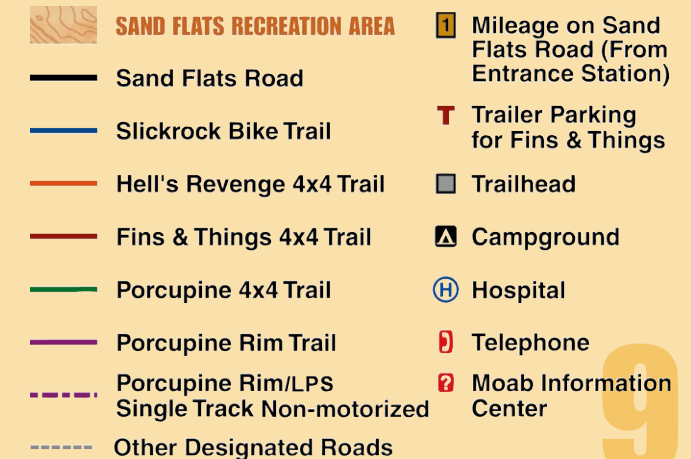 SAND FLATS RECREATION AREA
Sand Flats Road
Slickrock Bike Trail
Hell's Revenge 4x4 Trail
Fins & Things 4x4 Trail
Porcupine 4x4 Trail
Porcupine Rim Trail
Porcupine Rim/LPS
Single Track Non-motorized
Other Designated Roads
1 Mileage on Sand
Flats Road (From
Entrance Station)
T Trailer Parking
for Fins & Things
Trailhead
Campground
H Hospital
Telephone
? Moab Information
Center
9